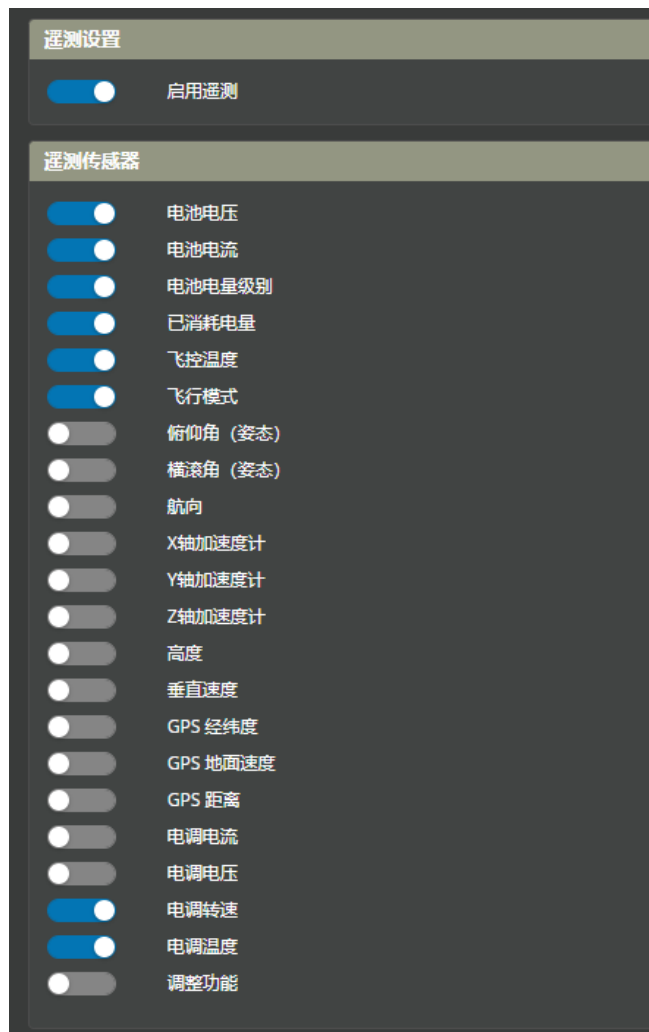 遥测设置
启用遥测
遥测传感器
电池电压
电池电流
电池电量级别
已消耗电量
飞控温度
飞行模式
俯仰角（姿态）
横滚角（姿态）
航向
X轴加速度计
Y轴加速度计
Z轴加速度计
高度
垂直速度
GPS 经纬度
GPS 地面速度
GPS 距离
电调电流
电调电压
电调转速
电调温度
调整功能